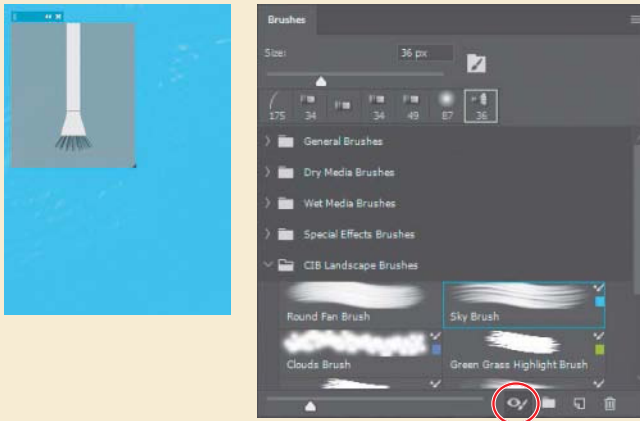 Brushes
Size: 36 px
175 34 34 49 87 36
General Brushes
Dry Media Brushes
Wet Media Brushes
Special Effects Brushes
CIB Landscape Brushes
Round Fan Brush Sky Brush
Clouds Brush Green Grass Highlight Brush